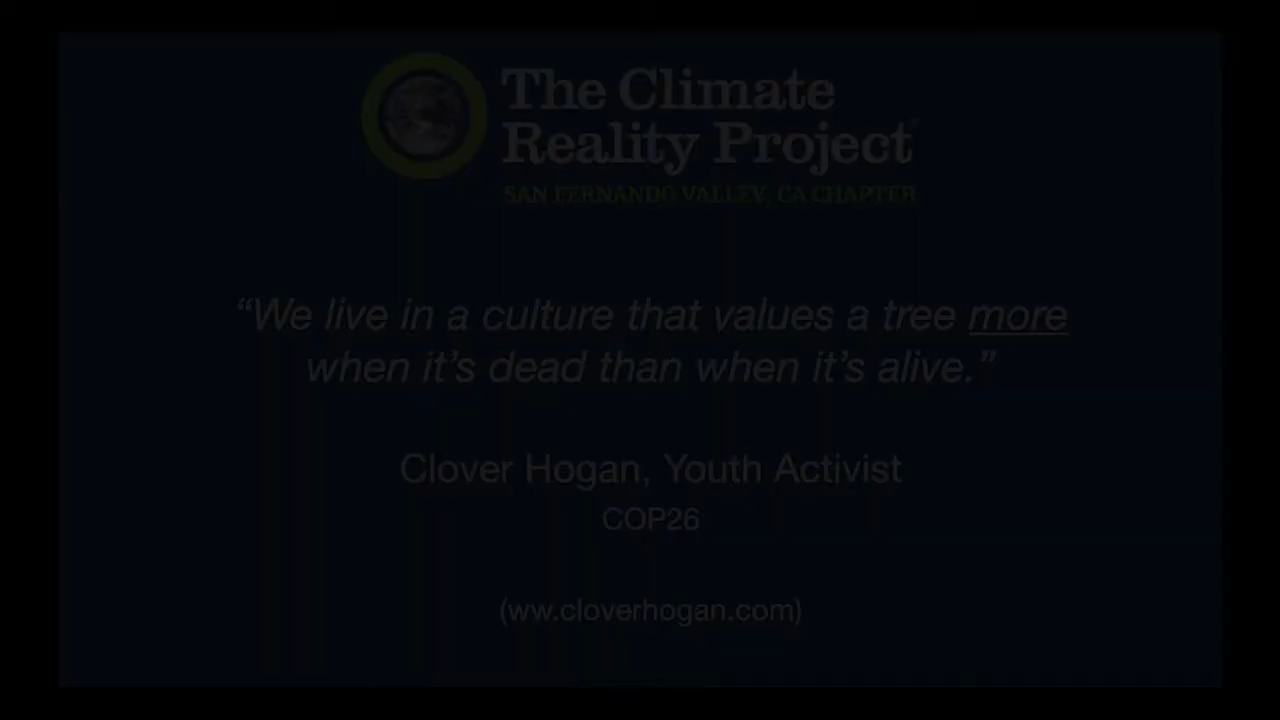 The Climate
Reality Project
SAN FERNANDO VALLEY, CA CHAPTER
“We live in a culture that values a tree more
when it’s dead than when it’s alive.”
Clover Hogan, Youth Activist
COP26
(ww.cloverhogan.com)